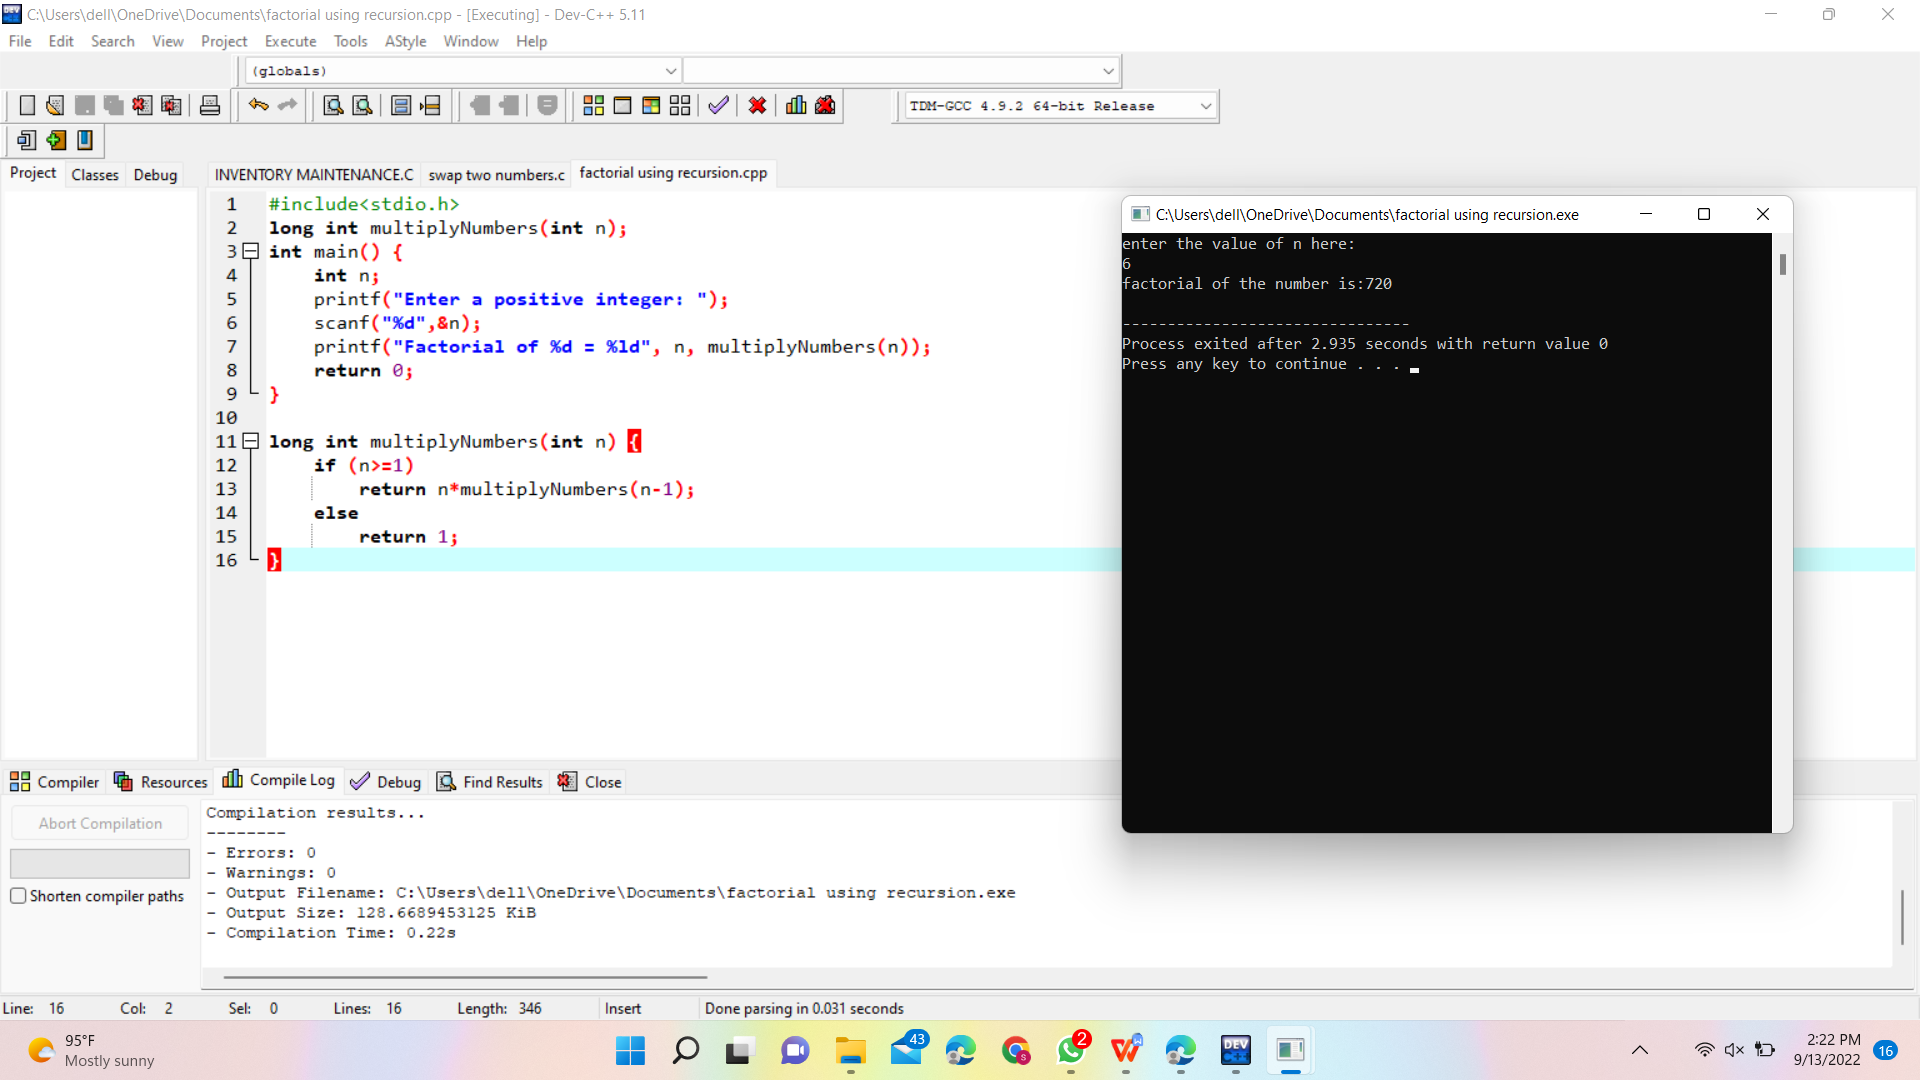 C:\Users\dell\OneDrive\Documents\factorial using recursion.cpp - [Executing] - Dev-C++ 5.11
File Edit Search View Project Execute Tools AStyle Window Help
(globals)
TDM-GCC 4.9.2 64-bit Release
Project Classes Debug
INVENTORY MAINTENANCE.C swap two numbers.c factorial using recursion.cpp
1 #include<stdio.h>
2 long int multiplyNumbers(int n);
3 int main() {
4 int n;
5 printf("Enter a positive integer: ");
6 scanf("%d",&n);
7 printf("Factorial of %d = %ld", n, multiplyNumbers(n));
8 return 0;
9 }
10
11 long int multiplyNumbers(int n) {
12 if (n>=1)
13 return n*multiplyNumbers(n-1);
14 else
15 return 1;
16 }
C:\Users\dell\OneDrive\Documents\factorial using recursion.exe
enter the value of n here:
6
factorial of the number is:720
--------------------------------
Process exited after 2.935 seconds with return value 0
Press any key to continue . . .
Compiler Resources Compile Log Debug Find Results Close
Abort Compilation
Shorten compiler paths
Compilation results...
--------
- Errors: 0
- Warnings: 0
- Output Filename: C:\Users\dell\OneDrive\Documents\factorial using recursion.exe
- Output Size: 128.6689453125 KiB
- Compilation Time: 0.22s
Line: 16 Col: 2 Sel: 0 Lines: 16 Length: 346 Insert Done parsing in 0.031 seconds
95°F
Mostly sunny
43
2
DEV
C++
2:22 PM
9/13/2022
16